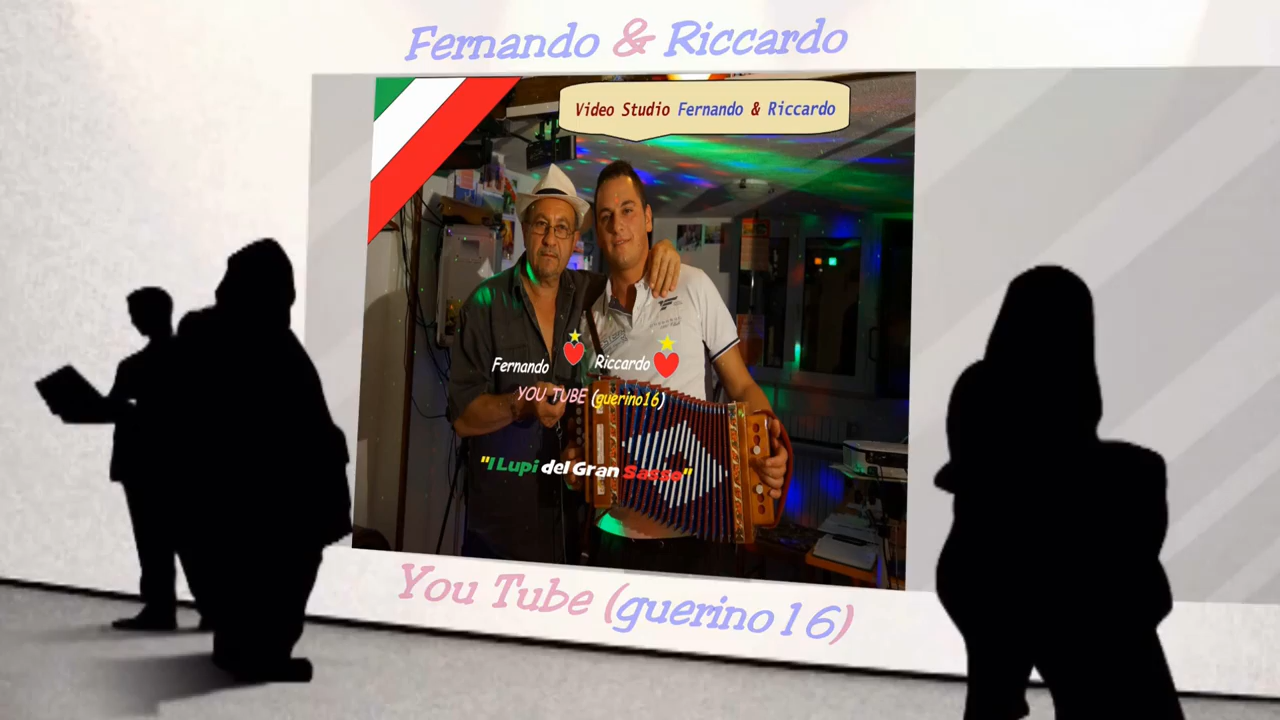 Fernando & Riccardo
Video Studio Fernando & Riccardo
Fernando Riccardo
YOU TUBE (guerino16)
"I Lupi del Gran Sasso"
You Tube (guerino16)